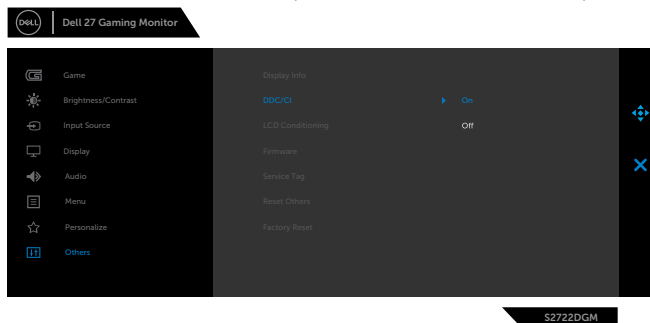 DELL
Dell 27 Gaming Monitor
Game
Display Info
Brightness/Contrast
DDC/CI
On
Input Source
LCD Conditioning
Off
Display
Firmware
Audio
Service Tag
Menu
Reset Others
Personalize
Factory Reset
Others
S2722DGM